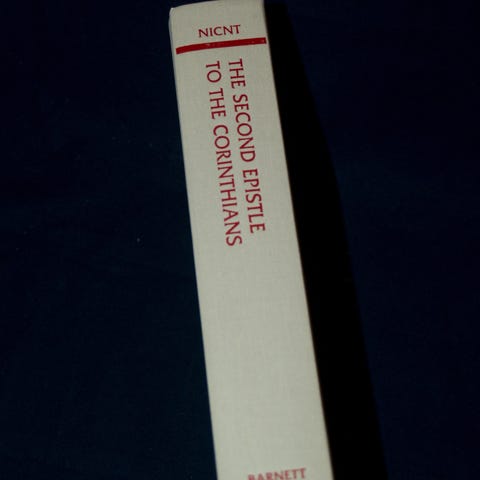 NICNT
THE SECOND EPISTLE
TO THE CORINTHIANS
BARNETT